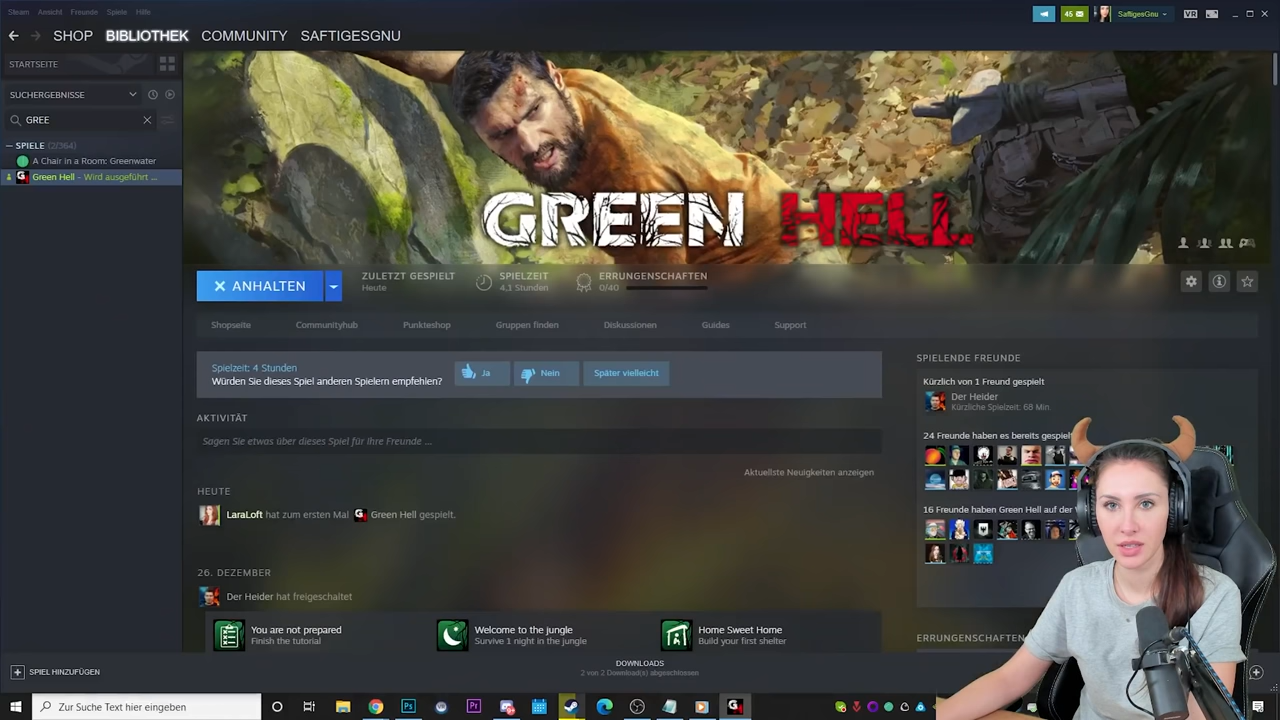 Steam Ansicht Freunde Spiele Hilfe
45
SaftigesGnu
VR
SHOP BIBLIOTHEK COMMUNITY SAFTIGESGNU
STARTSEITE
SUCHERGEBNISSE
GREE
SPIELE (2/364)
A Chair in a Room: Greenwater
Green Hell - Wird ausgeführt ...
GREEN HELL
ANHALTEN
ZULETZT GESPIELT
Heute
SPIELZEIT
4,1 Stunden
ERRUNGENSCHAFTEN
0/40
Shopseite Communityhub Punkteshop Gruppen finden Diskussionen Guides Support
Spielzeit: 4 Stunden
Würden Sie dieses Spiel anderen Spielern empfehlen?
Ja Nein Später vielleicht
AKTIVITÄT
Sagen Sie etwas über dieses Spiel für Ihre Freunde ...
Aktuellste Neuigkeiten anzeigen
HEUTE
LaraLoft hat zum ersten Mal Green Hell gespielt.
26. DEZEMBER
Der Heider hat freigeschaltet
You are not prepared
Finish the tutorial
Welcome to the jungle
Survive 1 night in the jungle
Home Sweet Home
Build your first shelter
SPIELENDE FREUNDE
Kürzlich von 1 Freund gespielt
Der Heider
Kürzliche Spielzeit: 68 Min
24 Freunde haben es bereits gespielt
16 Freunde haben Green Hell auf der
ERRUNGENSCHAFTEN
SPIEL HINZUFÜGEN
DOWNLOADS
2 von 2 Download(s) abgeschlossen
Zur Suche Text hier eingeben
Ps
Pr